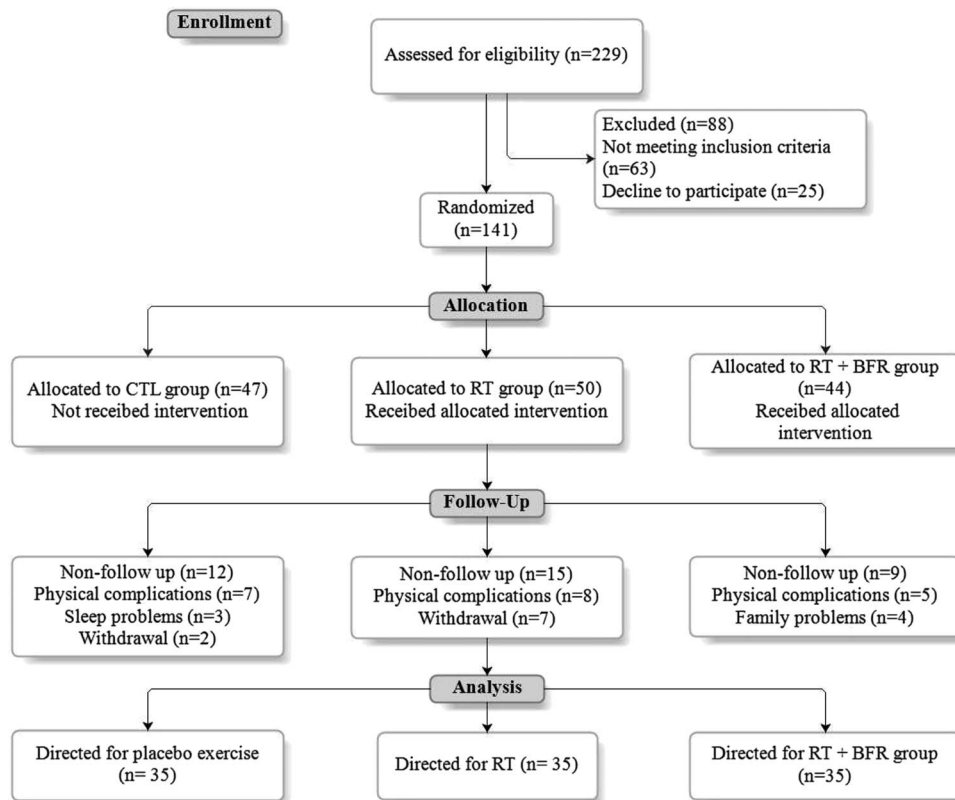 Enrollment
Assessed for eligibility (n=229)
Excluded (n=88)
Not meeting inclusion criteria
(n=63)
Decline to participate (n=25)
Randomized
(n=141)
Allocation
Allocated to CTL group (n=47)
Not receibed intervention
Allocated to RT group (n=50)
Receibed allocated intervention
Allocated to RT + BFR group
(n=44)
Receibed allocated
intervention
Follow-Up
Non-follow up (n=12)
Physical complications (n=7)
Sleep problems (n=3)
Withdrawal (n=2)
Non-follow up (n=15)
Physical complications (n=8)
Withdrawal (n=7)
Non-follow up (n=9)
Physical complications (n=5)
Family problems (n=4)
Analysis
Directed for placebo exercise
(n= 35)
Directed for RT (n= 35)
Directed for RT + BFR group
(n=35)